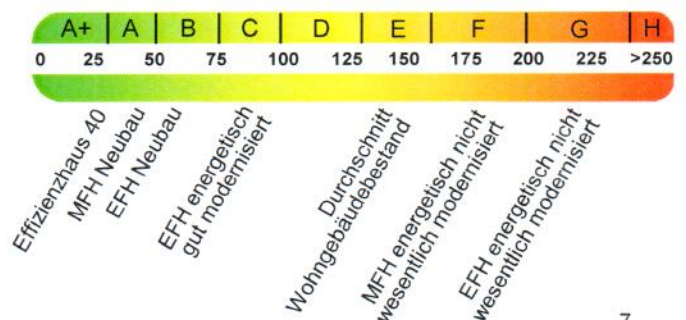 A+ A B C D E F G H
0 25 50 75 100 125 150 175 200 225 >250
Effizienzhaus 40
MFH Neubau
EFH Neubau
EFH energetisch
gut modernisiert
Durchschnitt
Wohngebäudebestand
MFH energetisch nicht
wesentlich modernisiert
EFH energetisch nicht
wesentlich modernisiert
7